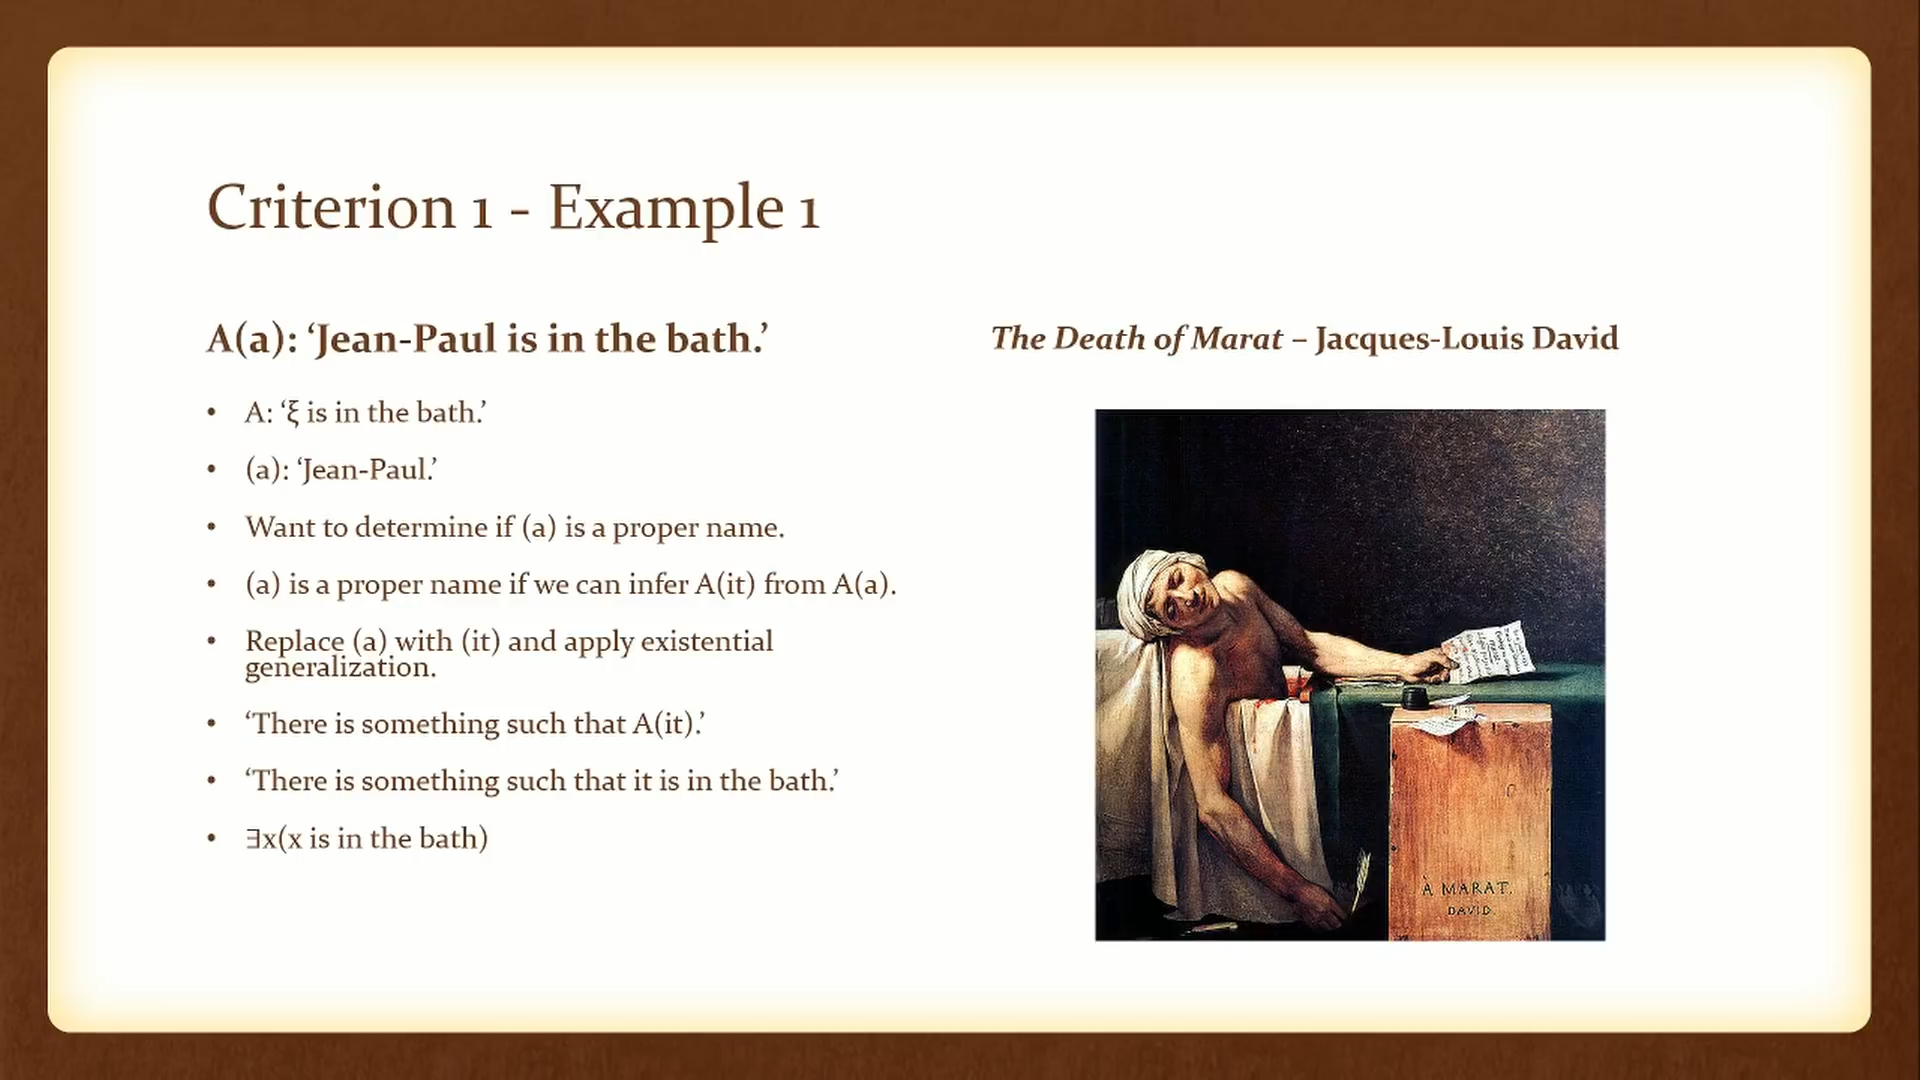 Criterion 1 - Example 1
A(a): ‘Jean-Paul is in the bath.’
• A: ‘ξ is in the bath.’
• (a): ‘Jean-Paul.’
• Want to determine if (a) is a proper name.
• (a) is a proper name if we can infer A(it) from A(a).
• Replace (a) with (it) and apply existential
generalization.
• ‘There is something such that A(it).’
• ‘There is something such that it is in the bath.’
• ∃x(x is in the bath)
The Death of Marat – Jacques-Louis David
À MARAT.
DAVID.